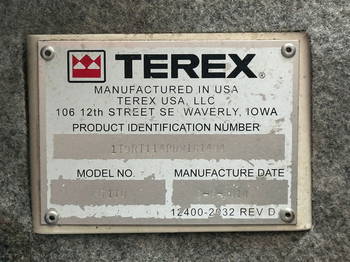 TEREX®
MANUFACTURED IN USA
TEREX USA, LLC
106 12th STREET SE WAVERLY, IOWA
PRODUCT IDENTIFICATION NUMBER
MODEL NO. MANUFACTURE DATE
12400-2932 REV D